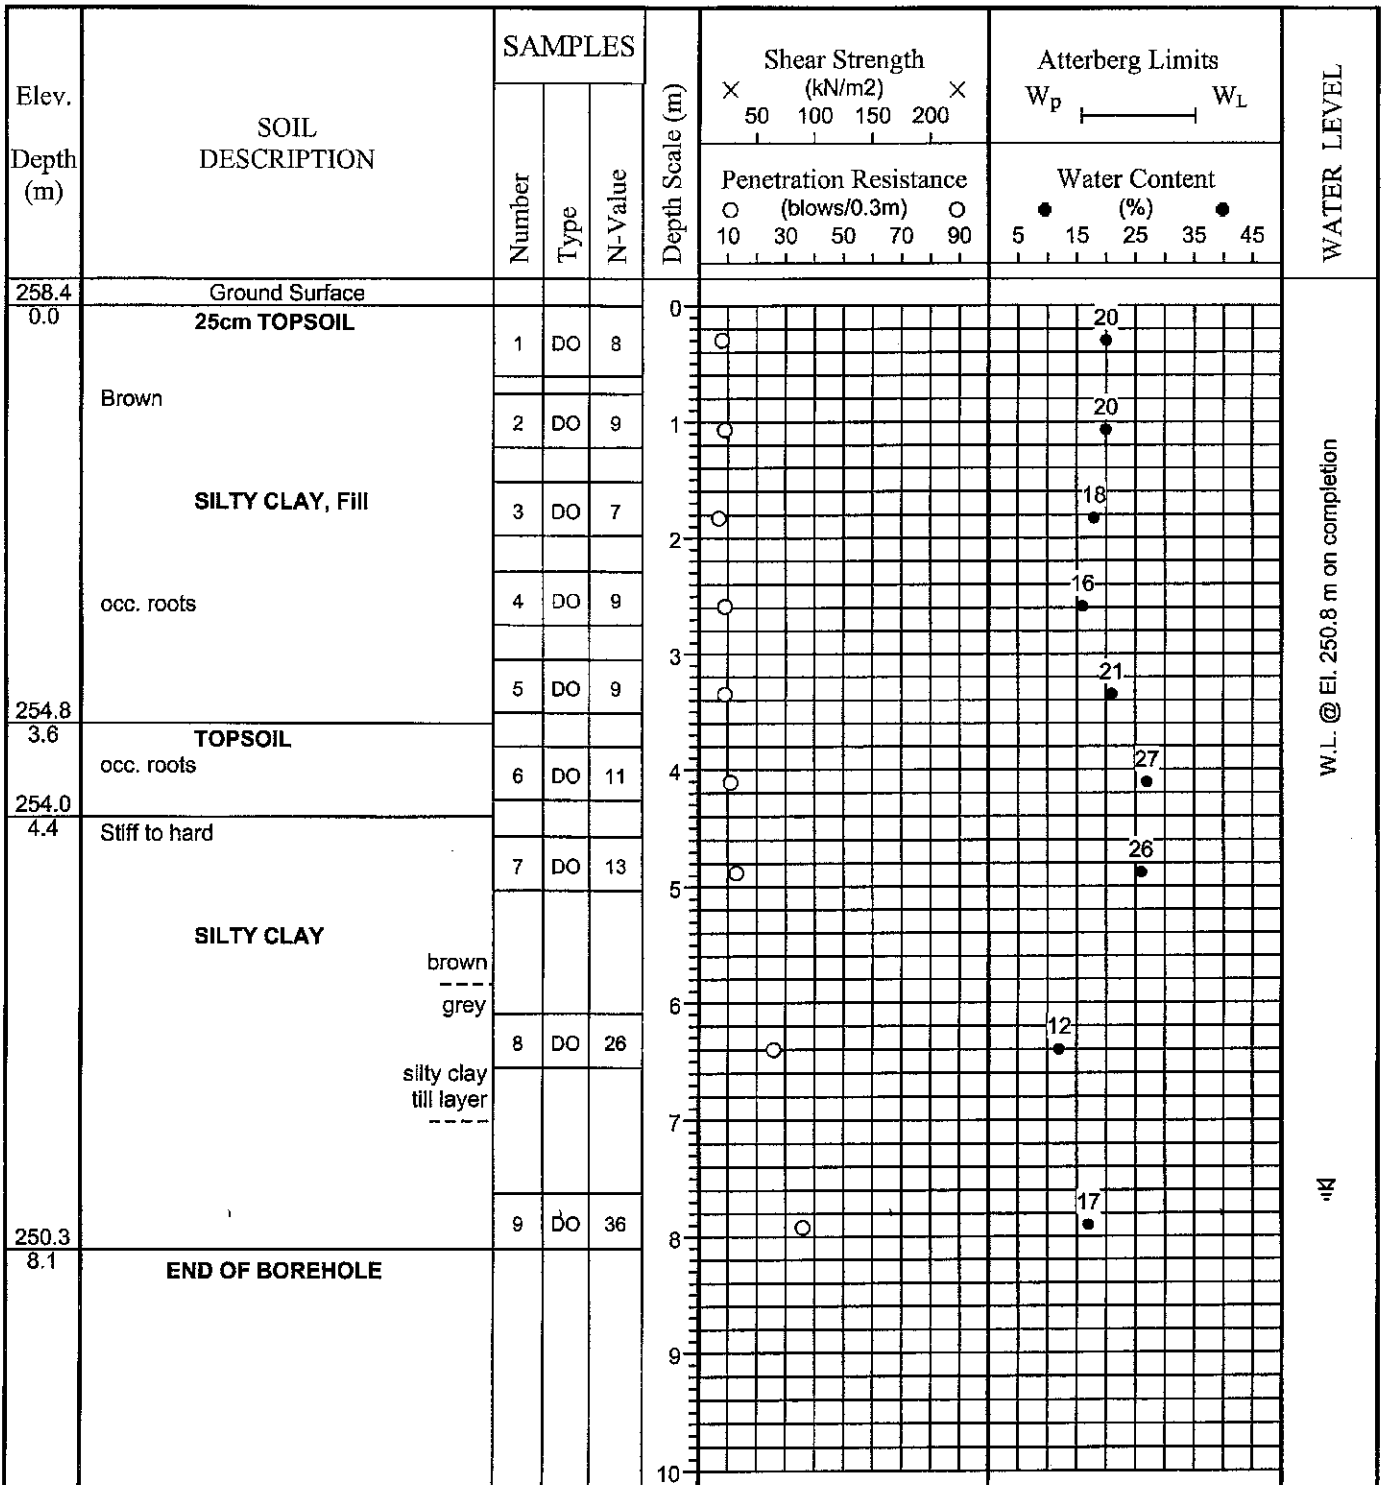 Elev.
Depth
(m)
SOIL
DESCRIPTION
SAMPLES
Number
Type
N-Value
Depth Scale (m)
Shear Strength
× (kN/m2) ×
50 100 150 200
Penetration Resistance
(blows/0.3m)
10 30 50 70 90
Atterberg Limits
Wp WL
Water Content
(%)
5 15 25 35 45
WATER LEVEL
258.4 Ground Surface
0.0 25cm TOPSOIL
1 DO 8
Brown
2 DO 9
SILTY CLAY, Fill
3 DO 7
occ. roots
4 DO 9
5 DO 9
254.8
3.6 TOPSOIL
occ. roots
6 DO 11
254.0
4.4 Stiff to hard
7 DO 13
SILTY CLAY
brown
grey
8 DO 26
silty clay
till layer
9 DO 36
250.3
8.1 END OF BOREHOLE
0
1
2
3
4
5
6
7
8
9
10
20
20
18
16
21
27
26
12
17
W.L. @ El. 250.8 m on completion